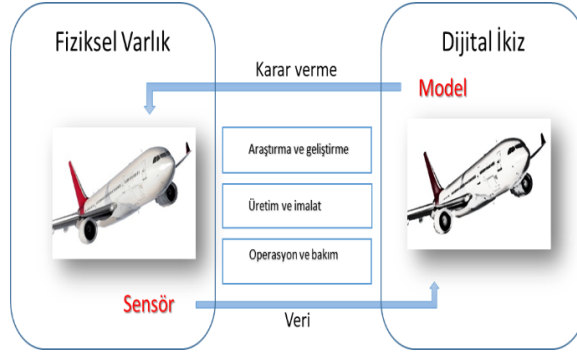 Fiziksel Varlık
Dijital İkiz
Karar verme
Model
Araştırma ve geliştirme
Üretim ve imalat
Operasyon ve bakım
Sensör
Veri